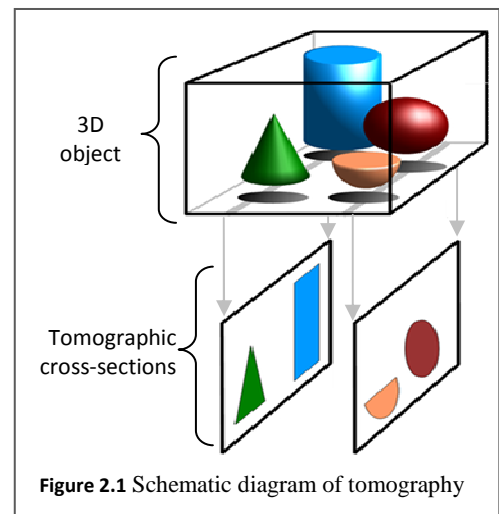 3D
object
Tomographic
cross-sections
Figure 2.1 Schematic diagram of tomography